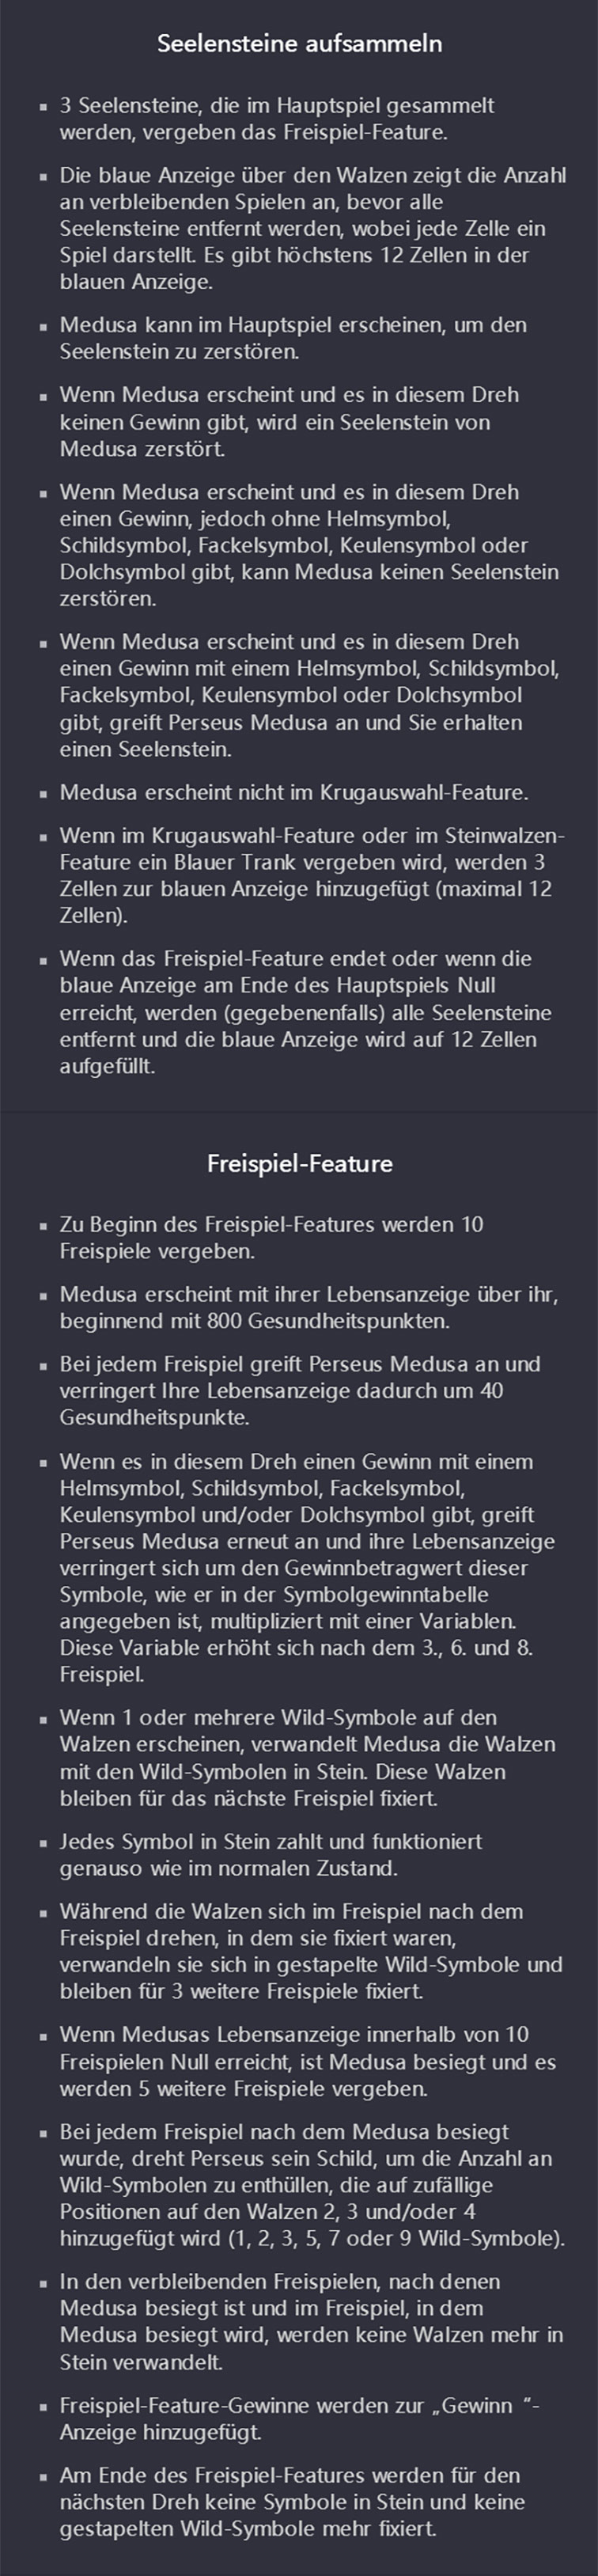 Seelensteine aufsammeln
▪ 3 Seelensteine, die im Hauptspiel gesammelt
werden, vergeben das Freispiel-Feature.
▪ Die blaue Anzeige über den Walzen zeigt die Anzahl
an verbleibenden Spielen an, bevor alle
Seelensteine entfernt werden, wobei jede Zelle ein
Spiel darstellt. Es gibt höchstens 12 Zellen in der
blauen Anzeige.
▪ Medusa kann im Hauptspiel erscheinen, um den
Seelenstein zu zerstören.
▪ Wenn Medusa erscheint und es in diesem Dreh
keinen Gewinn gibt, wird ein Seelenstein von
Medusa zerstört.
▪ Wenn Medusa erscheint und es in diesem Dreh
einen Gewinn, jedoch ohne Helmsymbol,
Schildsymbol, Fackelsymbol, Keulensymbol oder
Dolchsymbol gibt, kann Medusa keinen Seelenstein
zerstören.
▪ Wenn Medusa erscheint und es in diesem Dreh
einen Gewinn mit einem Helmsymbol, Schildsymbol,
Fackelsymbol, Keulensymbol oder Dolchsymbol
gibt, greift Perseus Medusa an und Sie erhalten
einen Seelenstein.
▪ Medusa erscheint nicht im Krugauswahl-Feature.
▪ Wenn im Krugauswahl-Feature oder im Steinwalzen-
Feature ein Blauer Trank vergeben wird, werden 3
Zellen zur blauen Anzeige hinzugefügt (maximal 12
Zellen).
▪ Wenn das Freispiel-Feature endet oder wenn die
blaue Anzeige am Ende des Hauptspiels Null
erreicht, werden (gegebenenfalls) alle Seelensteine
entfernt und die blaue Anzeige wird auf 12 Zellen
aufgefüllt.
Freispiel-Feature
▪ Zu Beginn des Freispiel-Features werden 10
Freispiele vergeben.
▪ Medusa erscheint mit ihrer Lebensanzeige über ihr,
beginnend mit 800 Gesundheitspunkten.
▪ Bei jedem Freispiel greift Perseus Medusa an und
verringert Ihre Lebensanzeige dadurch um 40
Gesundheitspunkte.
▪ Wenn es in diesem Dreh einen Gewinn mit einem
Helmsymbol, Schildsymbol, Fackelsymbol,
Keulensymbol und/oder Dolchsymbol gibt, greift
Perseus Medusa erneut an und ihre Lebensanzeige
verringert sich um den Gewinnbetragwert dieser
Symbole, wie er in der Symbolgewinntabelle
angegeben ist, multipliziert mit einer Variablen.
Diese Variable erhöht sich nach dem 3., 6. und 8.
Freispiel.
▪ Wenn 1 oder mehrere Wild-Symbole auf den
Walzen erscheinen, verwandelt Medusa die Walzen
mit den Wild-Symbolen in Stein. Diese Walzen
bleiben für das nächste Freispiel fixiert.
▪ Jedes Symbol in Stein zahlt und funktioniert
genauso wie im normalen Zustand.
▪ Während die Walzen sich im Freispiel nach dem
Freispiel drehen, in dem sie fixiert waren,
verwandeln sie sich in gestapelte Wild-Symbole und
bleiben für 3 weitere Freispiele fixiert.
▪ Wenn Medusas Lebensanzeige innerhalb von 10
Freispielen Null erreicht, ist Medusa besiegt und es
werden 5 weitere Freispiele vergeben.
▪ Bei jedem Freispiel nach dem Medusa besiegt
wurde, dreht Perseus sein Schild, um die Anzahl an
Wild-Symbolen zu enthüllen, die auf zufällige
Positionen auf den Walzen 2, 3 und/oder 4
hinzugefügt wird (1, 2, 3, 5, 7 oder 9 Wild-Symbole).
▪ In den verbleibenden Freispielen, nach denen
Medusa besiegt ist und im Freispiel, in dem
Medusa besiegt wird, werden keine Walzen mehr in
Stein verwandelt.
▪ Freispiel-Feature-Gewinne werden zur „Gewinn “-
Anzeige hinzugefügt.
▪ Am Ende des Freispiel-Features werden für den
nächsten Dreh keine Symbole in Stein und keine
gestapelten Wild-Symbole mehr fixiert.